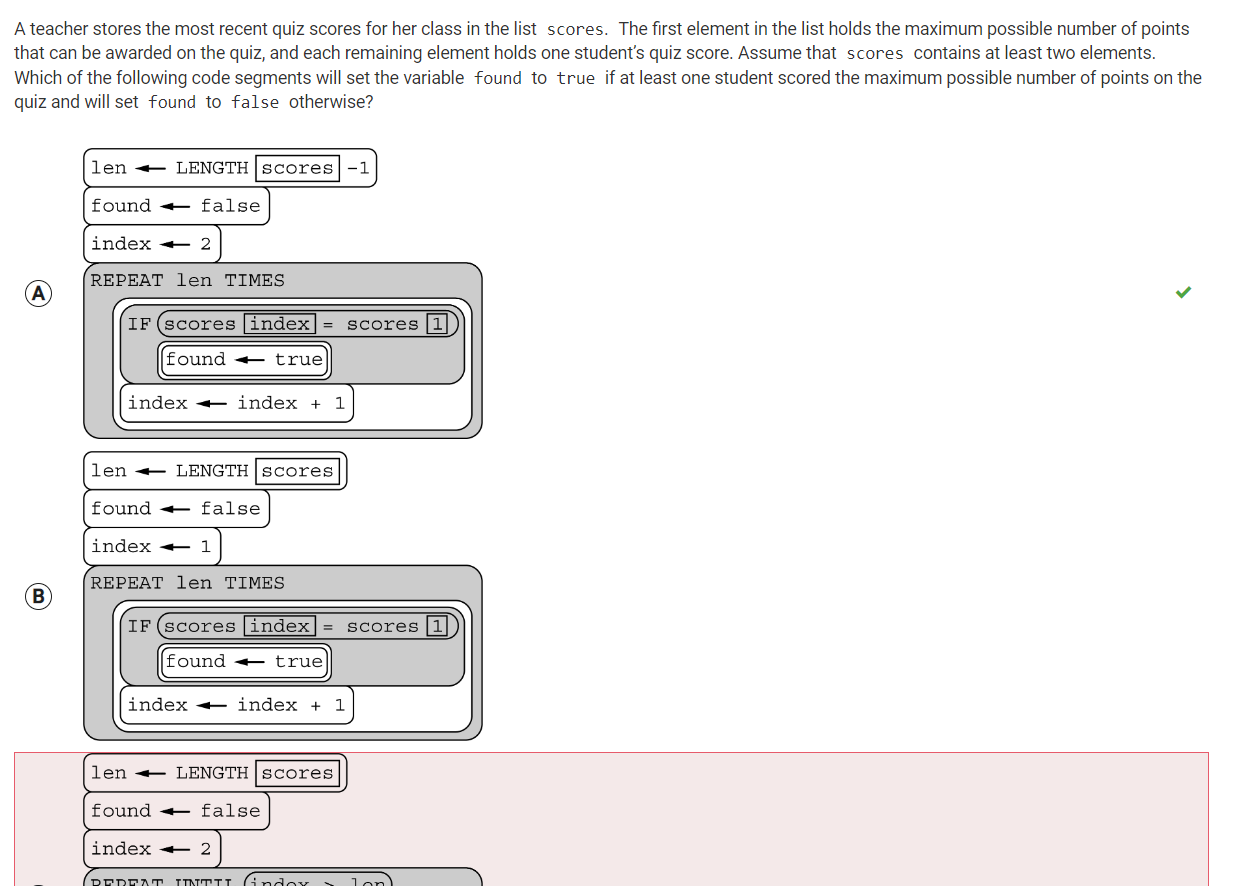 A teacher stores the most recent quiz scores for her class in the list scores. The first element in the list holds the maximum possible number of points
that can be awarded on the quiz, and each remaining element holds one student's quiz score. Assume that scores contains at least two elements.
Which of the following code segments will set the variable found to true if at least one student scored the maximum possible number of points on the
quiz and will set found to false otherwise?
len ← LENGTH scores -1
found ← false
index ← 2
A
REPEAT len TIMES
IF scores index = scores 1
found ← true
index ← index + 1
len ← LENGTH scores
found ← false
index ← 1
REPEAT len TIMES
B
IF scores index = scores 1
found ← true
index ← index + 1
len ← LENGTH scores
found ← false
index ← 2
REPEAT UNTIL index > len